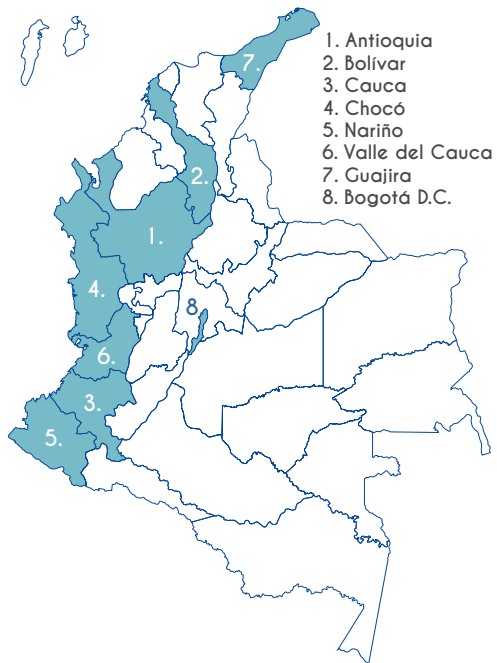 1. Antioquia
2. Bolívar
3. Cauca
4. Chocó
5. Nariño
6. Valle del Cauca
7. Guajira
8. Bogotá D.C.
7.
2.
1.
4.
8
6.
3.
5.